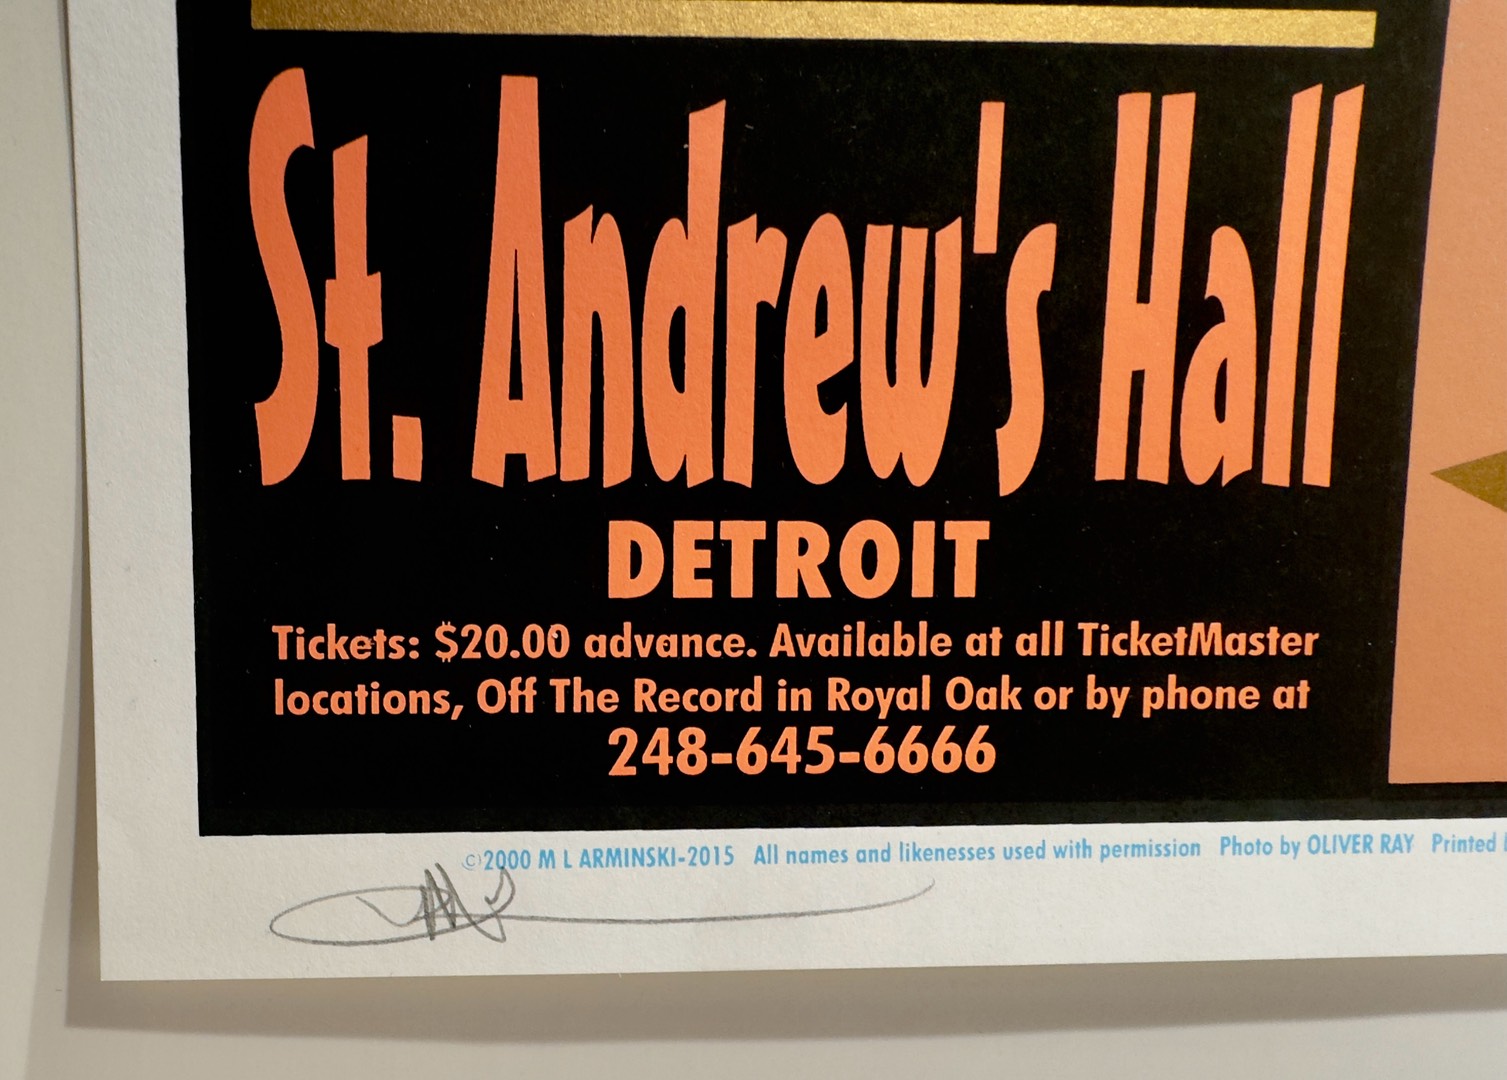 St. Andrew's Hall
DETROIT
Tickets: $20.00 advance. Available at all TicketMaster
locations, Off The Record in Royal Oak or by phone at
248-645-6666
©2000 M L ARMINSKI-2015 All names and likenesses used with permission Photo by OLIVER RAY Printed